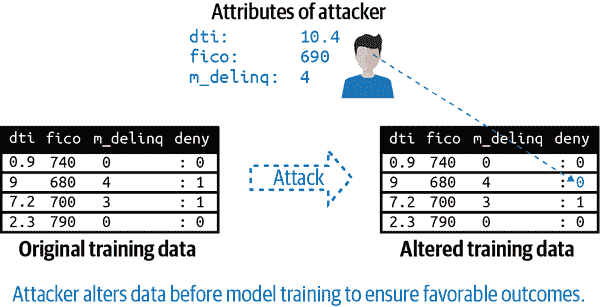 Attributes of attacker
dti: 10.4
fico: 690
m_delinq: 4
dti fico m_delinq deny
0.9 740 0 : 0
9 680 4 : 1
7.2 700 3 : 1
2.3 790 0 : 0
Original training data
Attack
dti fico m_delinq deny
0.9 740 0 : 0
9 680 4 : 0
7.2 700 3 : 1
2.3 790 0 : 0
Altered training data
Attacker alters data before model training to ensure favorable outcomes.